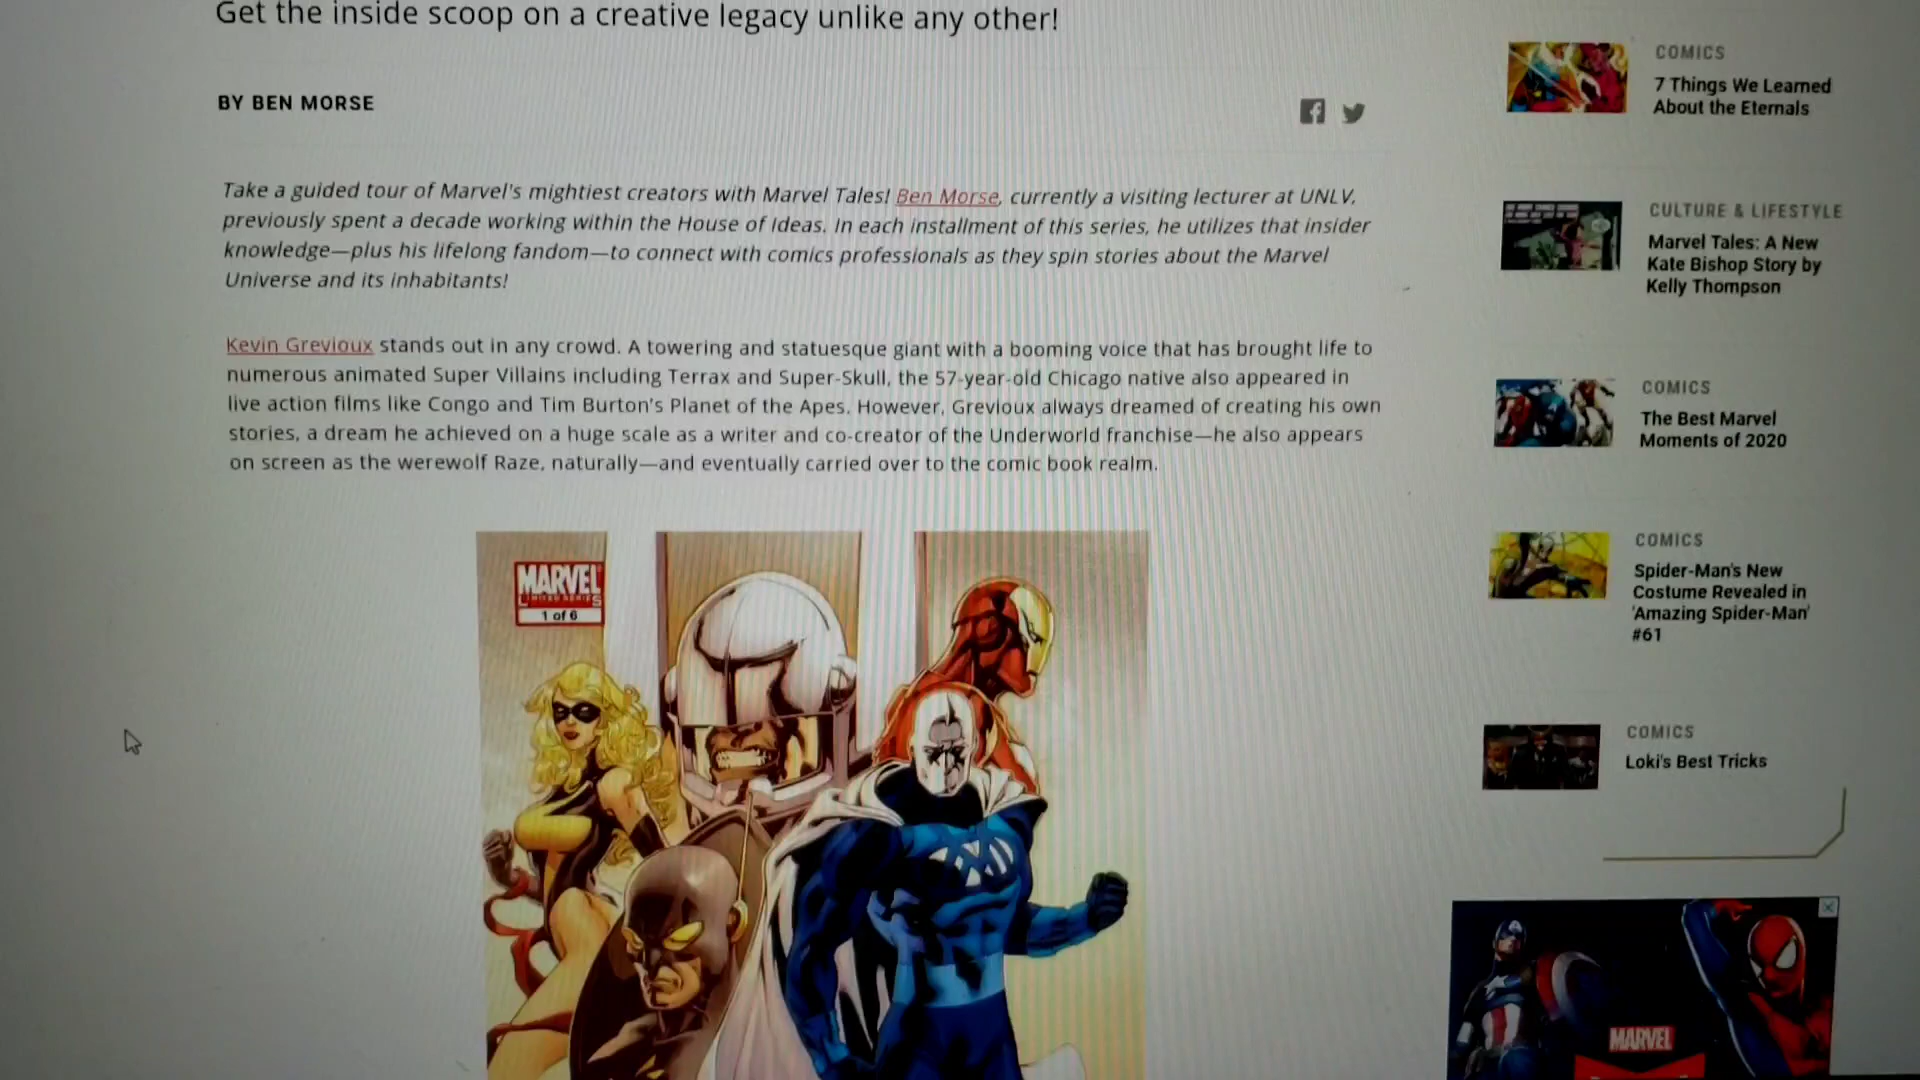 Get the inside scoop on a creative legacy unlike any other!
BY BEN MORSE
Take a guided tour of Marvel's mightiest creators with Marvel Tales! Ben Morse, currently a visiting lecturer at UNLV,
previously spent a decade working within the House of Ideas. In each installment of this series, he utilizes that insider
knowledge—plus his lifelong fandom—to connect with comics professionals as they spin stories about the Marvel
Universe and its inhabitants!
Kevin Grevioux stands out in any crowd. A towering and statuesque giant with a booming voice that has brought life to
numerous animated Super Villains including Terrax and Super-Skull, the 57-year-old Chicago native also appeared in
live action films like Congo and Tim Burton's Planet of the Apes. However, Grevioux always dreamed of creating his own
stories, a dream he achieved on a huge scale as a writer and co-creator of the Underworld franchise—he also appears
on screen as the werewolf Raze, naturally—and eventually carried over to the comic book realm.
MARVEL
LIMITED SERIES
1 of 6
COMICS
7 Things We Learned
About the Eternals
CULTURE & LIFESTYLE
Marvel Tales: A New
Kate Bishop Story by
Kelly Thompson
COMICS
The Best Marvel
Moments of 2020
COMICS
Spider-Man's New
Costume Revealed in
'Amazing Spider-Man'
#61
COMICS
Loki's Best Tricks
MARVEL